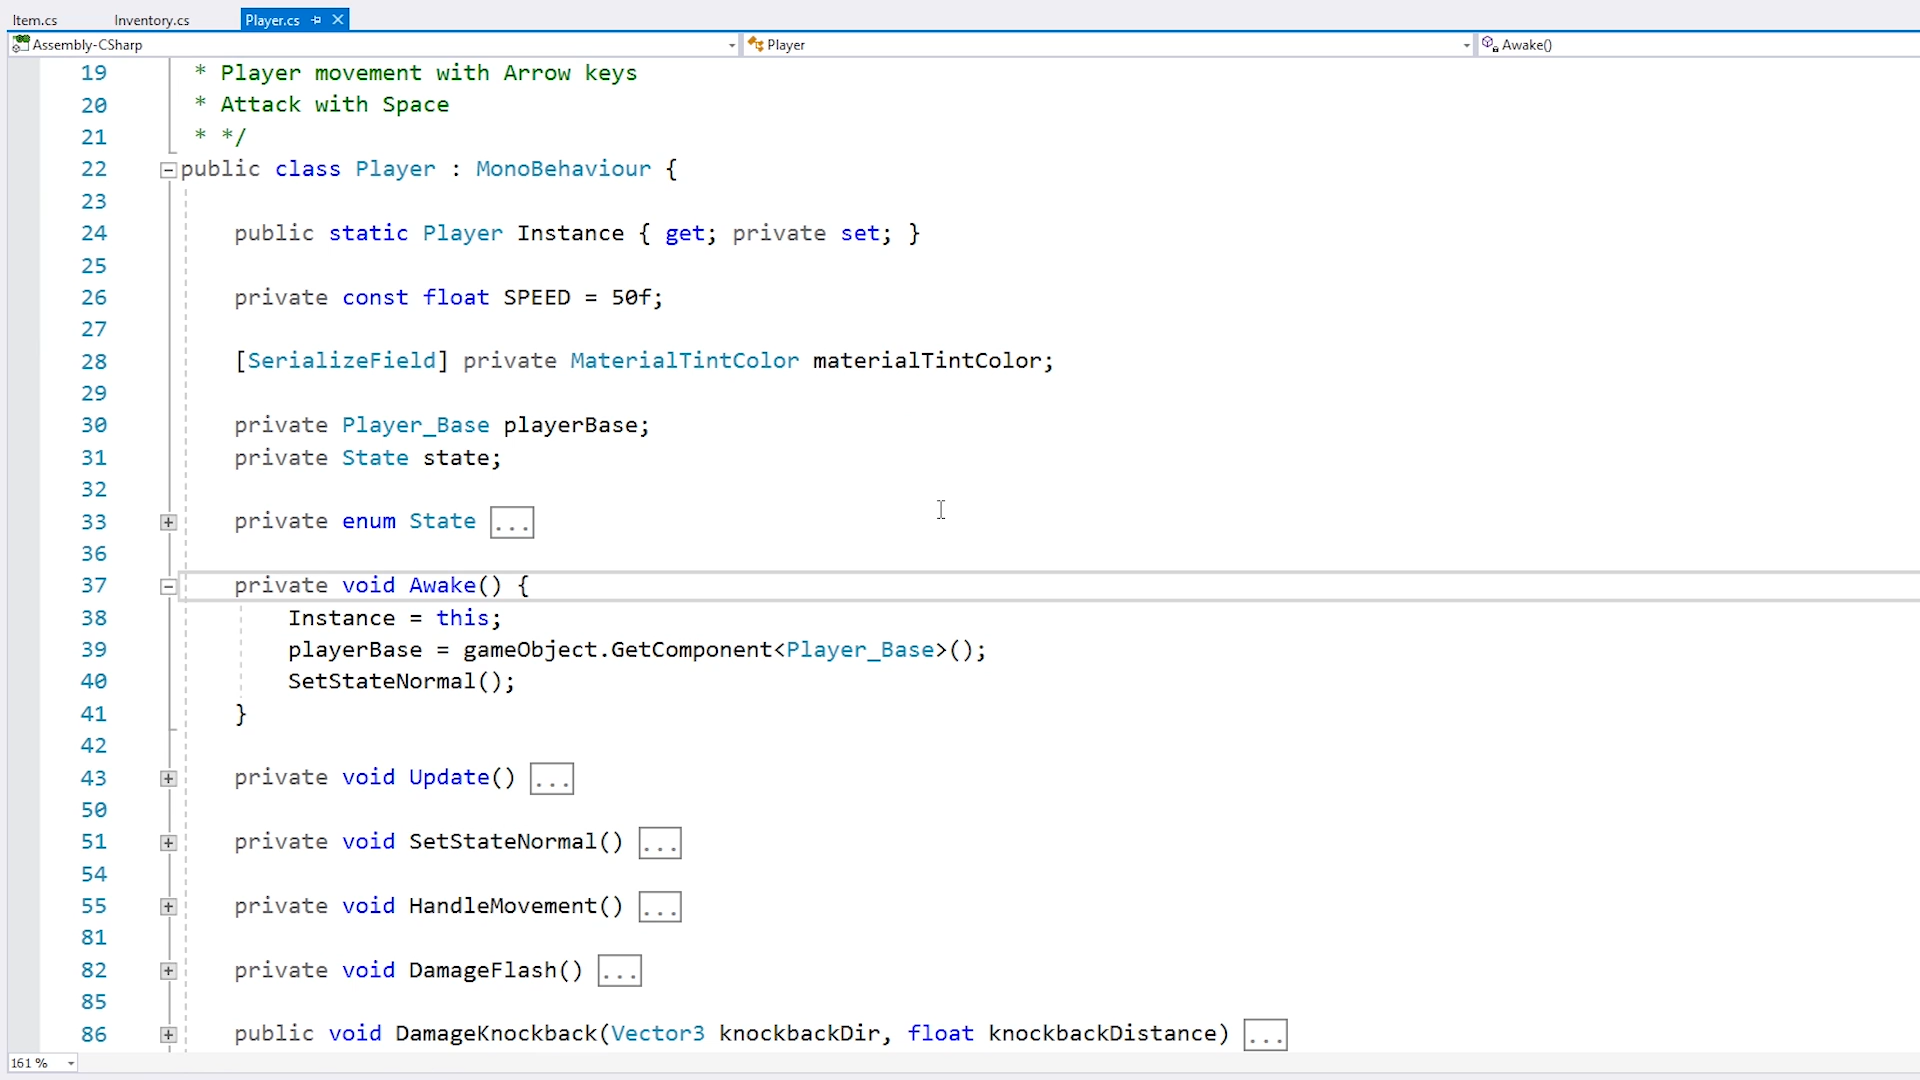 Item.cs Inventory.cs Player.cs
Assembly-CSharp Player Awake()
19 * Player movement with Arrow keys
20 * Attack with Space
21 * */
22 public class Player : MonoBehaviour {
23
24 public static Player Instance { get; private set; }
25
26 private const float SPEED = 50f;
27
28 [SerializeField] private MaterialTintColor materialTintColor;
29
30 private Player_Base playerBase;
31 private State state;
32
33 private enum State ...
36
37 private void Awake() {
38 Instance = this;
39 playerBase = gameObject.GetComponent<Player_Base>();
40 SetStateNormal();
41 }
42
43 private void Update() ...
50
51 private void SetStateNormal() ...
54
55 private void HandleMovement() ...
81
82 private void DamageFlash() ...
85
86 public void DamageKnockback(Vector3 knockbackDir, float knockbackDistance) ...
161 %